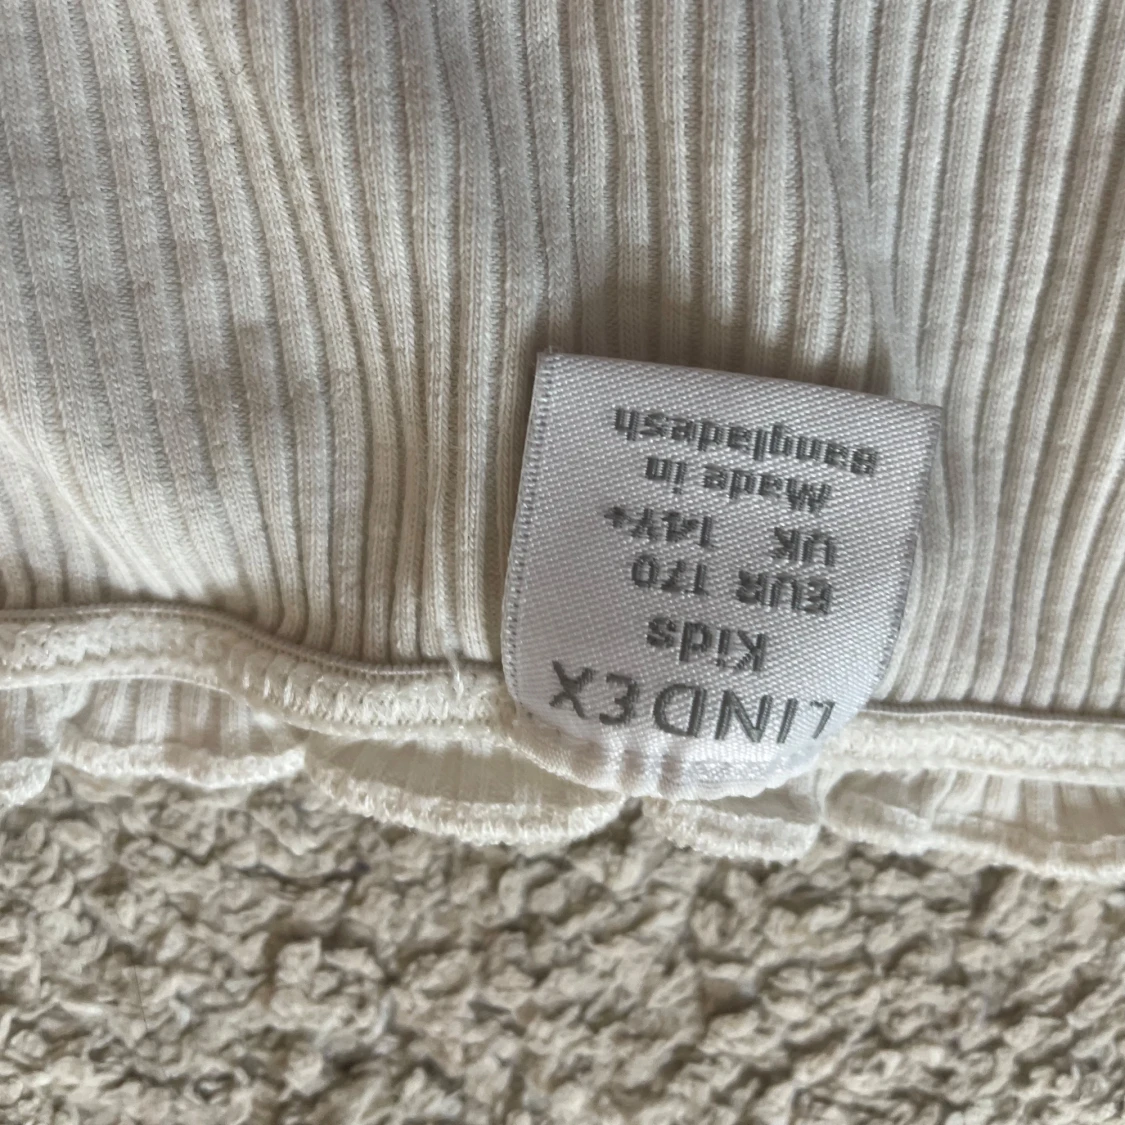 LINDEX
Kids
EUR 170
UK 14Y+
Made in
Bangladesh